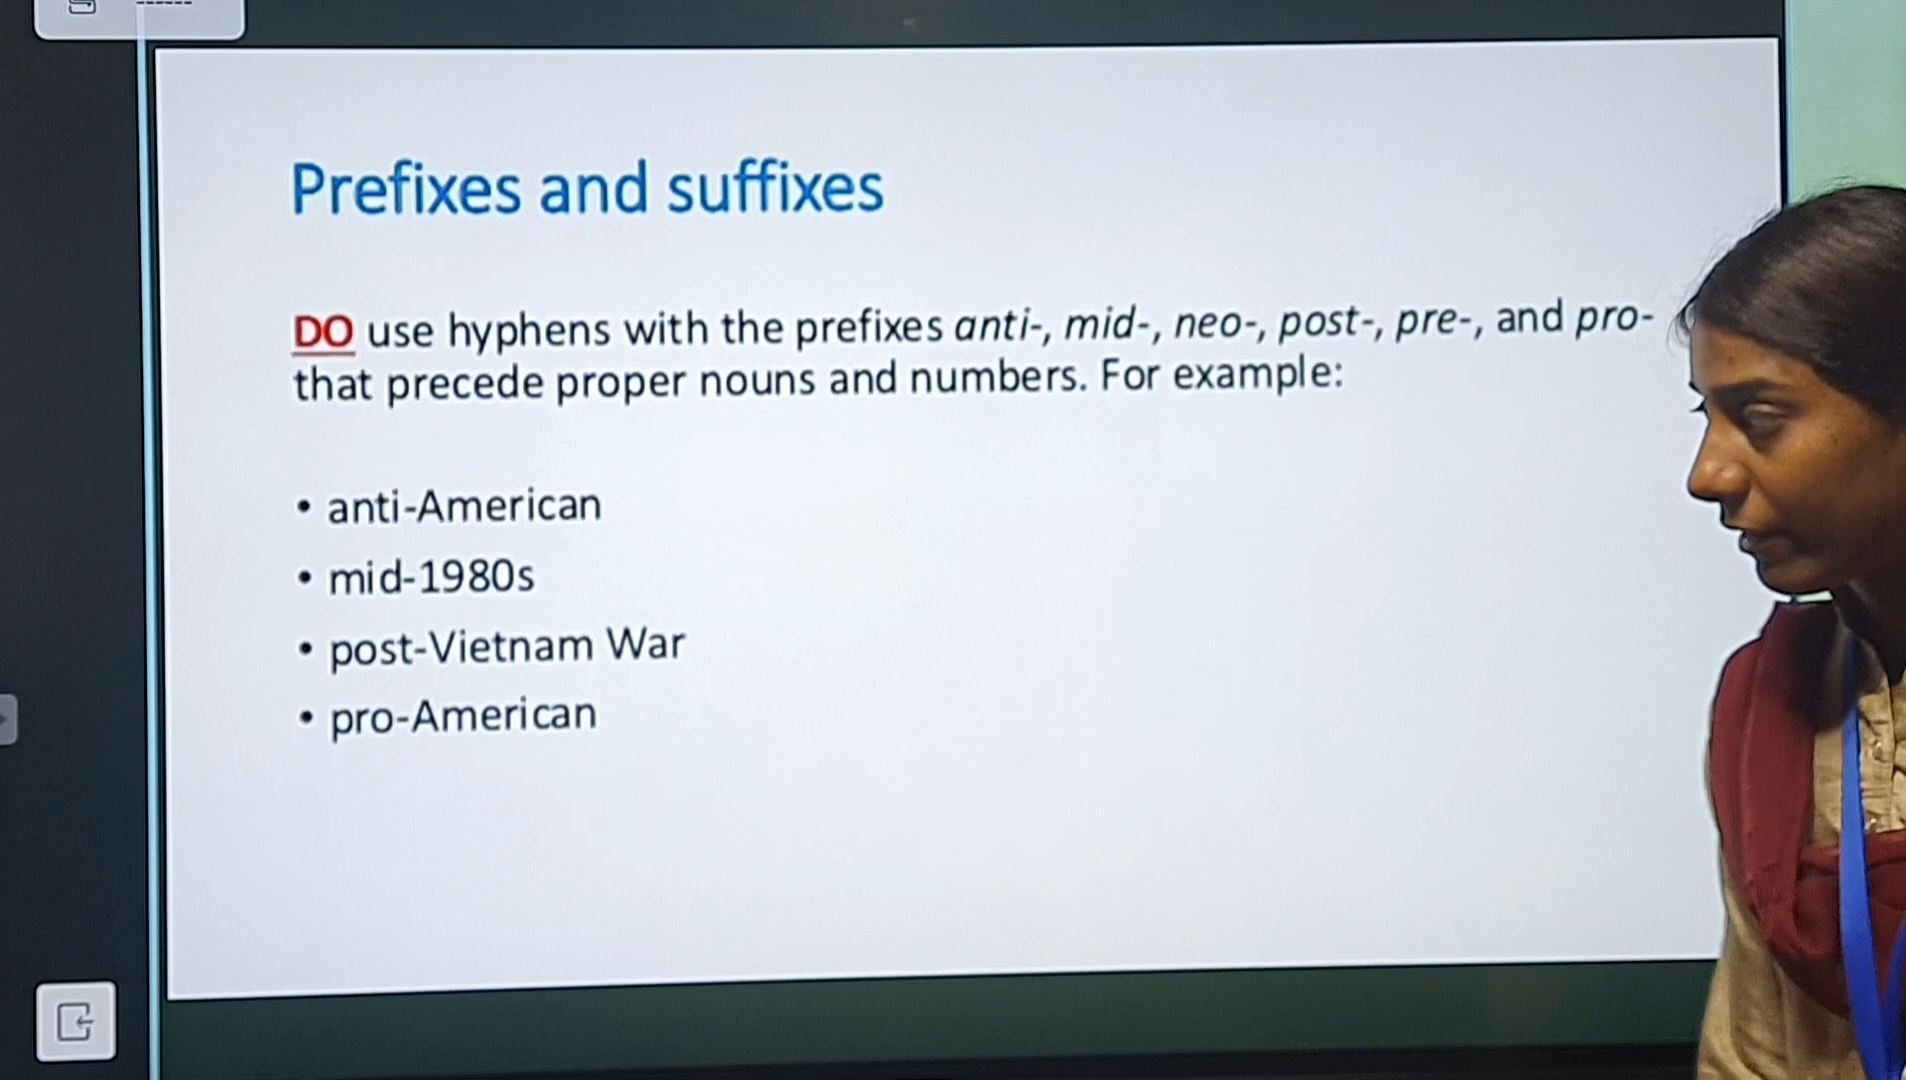 Prefixes and suffixes
DO use hyphens with the prefixes anti-, mid-, neo-, post-, pre-, and pro-
that precede proper nouns and numbers. For example:
• anti-American
• mid-1980s
• post-Vietnam War
• pro-American